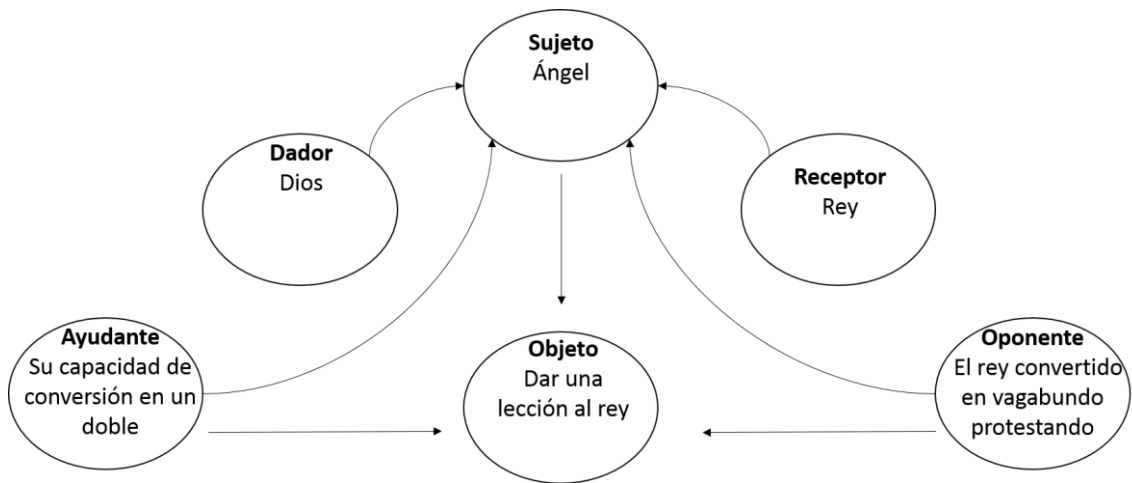 Sujeto
Ángel
Dador
Dios
Receptor
Rey
Ayudante
Su capacidad de
conversión en un
doble
Objeto
Dar una
lección al rey
Oponente
El rey convertido
en vagabundo
protestando